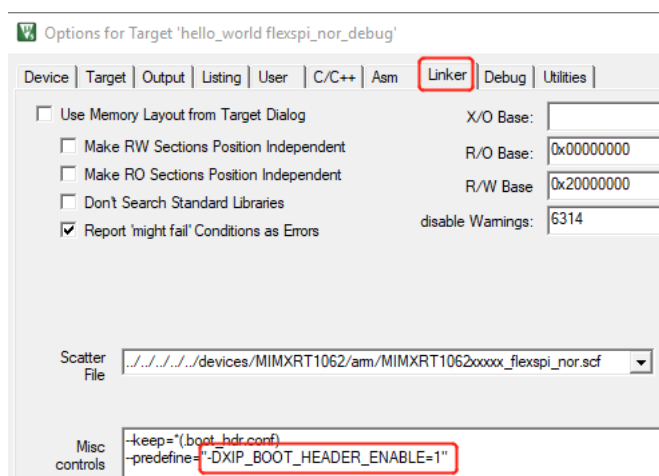 Options for Target 'hello_world flexspi_nor_debug'
Device Target Output Listing User C/C++ Asm Linker Debug Utilities
Use Memory Layout from Target Dialog X/O Base:
Make RW Sections Position Independent R/O Base: 0x00000000
Make RO Sections Position Independent R/W Base 0x20000000
Don't Search Standard Libraries disable Warnings: 6314
Report 'might fail' Conditions as Errors
Scatter File ../../../../../devices/MIMXRT1062/arm/MIMXRT1062xxxxx_flexspi_nor.scf
Misc controls --keep=*(.boot_hdr.conf)
--predefine="-DXIP_BOOT_HEADER_ENABLE=1"